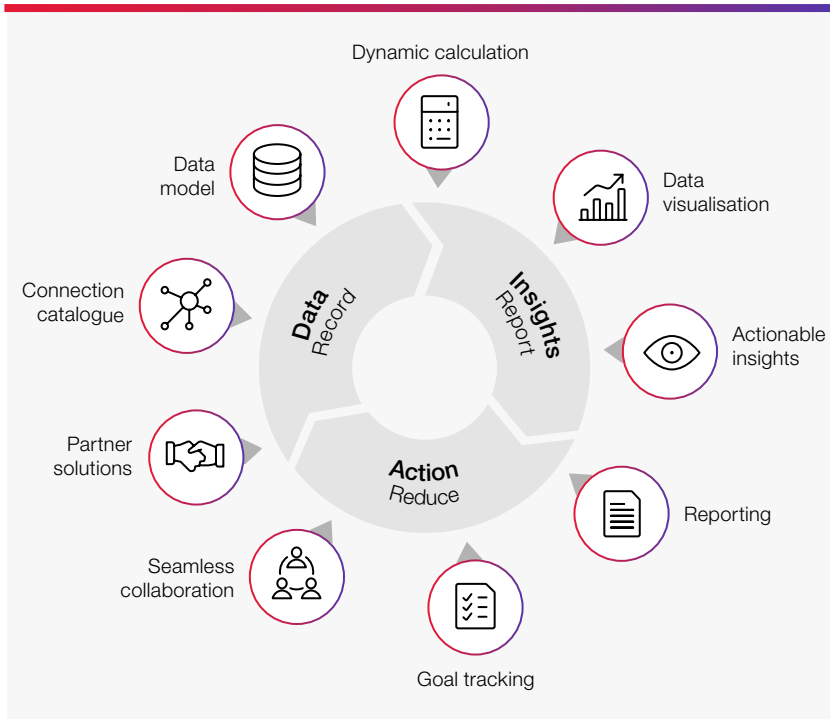 Dynamic calculation
Data
model
Data
visualisation
Connection
catalogue
Data
Record
Insights
Report
Actionable
insights
Partner
solutions
Action
Reduce
Reporting
Seamless
collaboration
Goal tracking